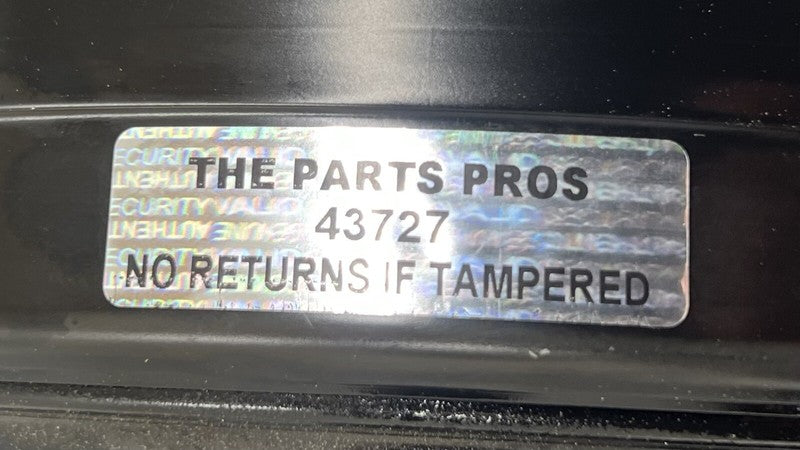 THE PARTS PROS
43727
NO RETURNS IF TAMPERED